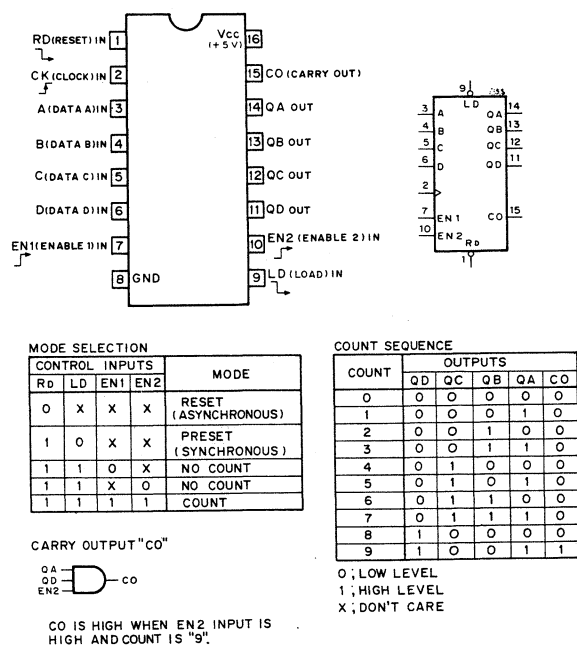 RD(RESET)IN 1
CK(CLOCK)IN 2
A(DATA A)IN 3
B(DATA B)IN 4
C(DATA C)IN 5
D(DATA D)IN 6
EN1(ENABLE 1)IN 7
8 GND
Vcc 16
(+5V)
15 CO (CARRY OUT)
14 QA OUT
13 QB OUT
12 QC OUT
11 QD OUT
10 EN2 (ENABLE 2)IN
9 LD (LOAD)IN
9
LD
3 A QA 14
4 B QB 13
5 C QC 12
6 D QD 11
2
7 EN1 CO 15
10 EN2
RD
1
MODE SELECTION
CONTROL INPUTS MODE
RD LD EN1 EN2
0 X X X RESET
(ASYNCHRONOUS)
1 0 X X PRESET
(SYNCHRONOUS)
1 1 0 X NO COUNT
1 1 X 0 NO COUNT
1 1 1 1 COUNT
CARRY OUTPUT "CO"
QA
QD CO
EN2
CO IS HIGH WHEN EN2 INPUT IS
HIGH AND COUNT IS "9".
COUNT SEQUENCE
COUNT OUTPUTS
QD QC QB QA CO
0 0 0 0 0 0
1 0 0 0 1 0
2 0 0 1 0 0
3 0 0 1 1 0
4 0 1 0 0 0
5 0 1 0 1 0
6 0 1 1 0 0
7 0 1 1 1 0
8 1 0 0 0 0
9 1 0 0 1 1
0 ; LOW LEVEL
1 ; HIGH LEVEL
X ; DON'T CARE